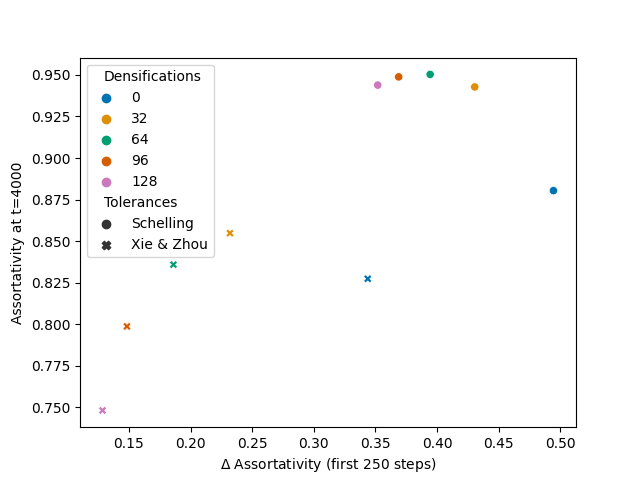 Densifications
0
32
64
96
128
Tolerances
Schelling
Xie & Zhou
Assortativity at t=4000
0.950
0.925
0.900
0.875
0.850
0.825
0.800
0.775
0.750
0.15 0.20 0.25 0.30 0.35 0.40 0.45 0.50
Δ Assortativity (first 250 steps)